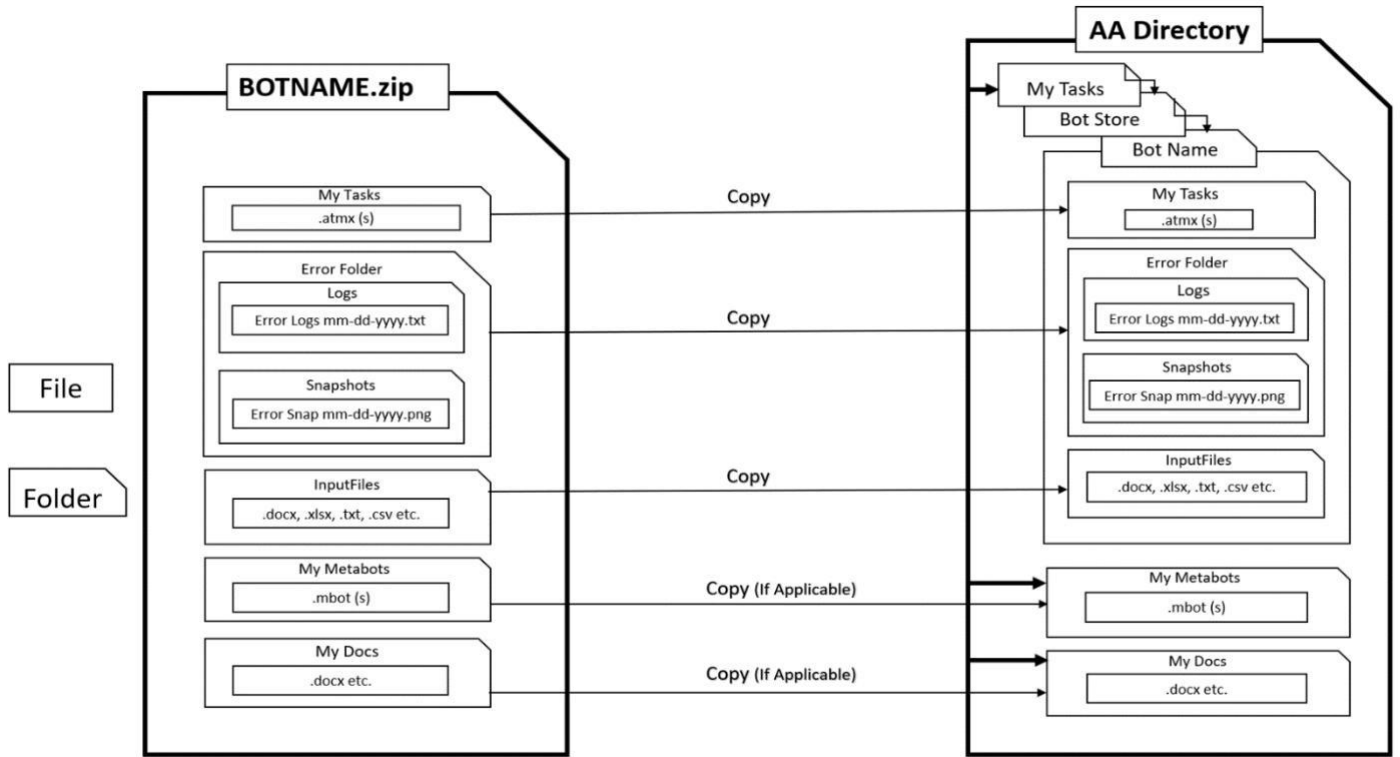 AA Directory
BOTNAME.zip
My Tasks
Bot Store
Bot Name
My Tasks
.atmx (s)
Copy
My Tasks
.atmx (s)
Error Folder
Logs
Error Logs mm-dd-yyyy.txt
Snapshots
Error Snap mm-dd-yyyy.png
Copy
Error Folder
Logs
Error Logs mm-dd-yyyy.txt
Snapshots
Error Snap mm-dd-yyyy.png
File
Folder
InputFiles
.docx, .xlsx, .txt, .csv etc.
Copy
InputFiles
.docx, .xlsx, .txt, .csv etc.
My Metabots
.mbot (s)
Copy (If Applicable)
My Metabots
.mbot (s)
My Docs
.docx etc.
Copy (If Applicable)
My Docs
.docx etc.